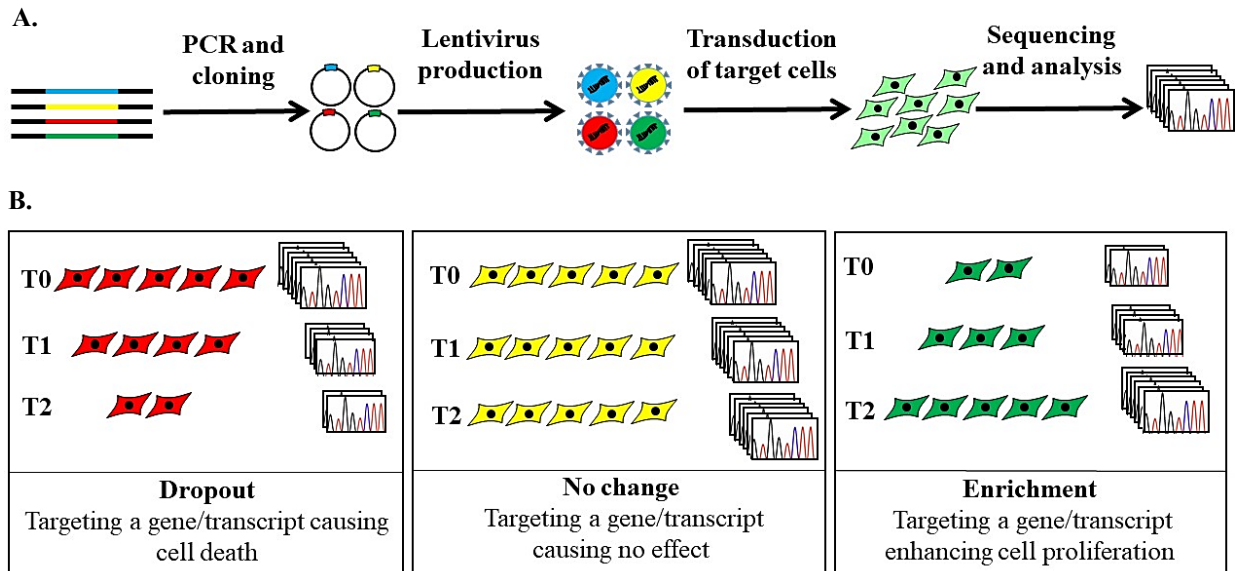 A.
PCR and
cloning
Lentivirus
production
Transduction
of target cells
Sequencing
and analysis
B.
T0
T1
T2
Dropout
Targeting a gene/transcript causing
cell death
T0
T1
T2
No change
Targeting a gene/transcript
causing no effect
T0
T1
T2
Enrichment
Targeting a gene/transcript
enhancing cell proliferation